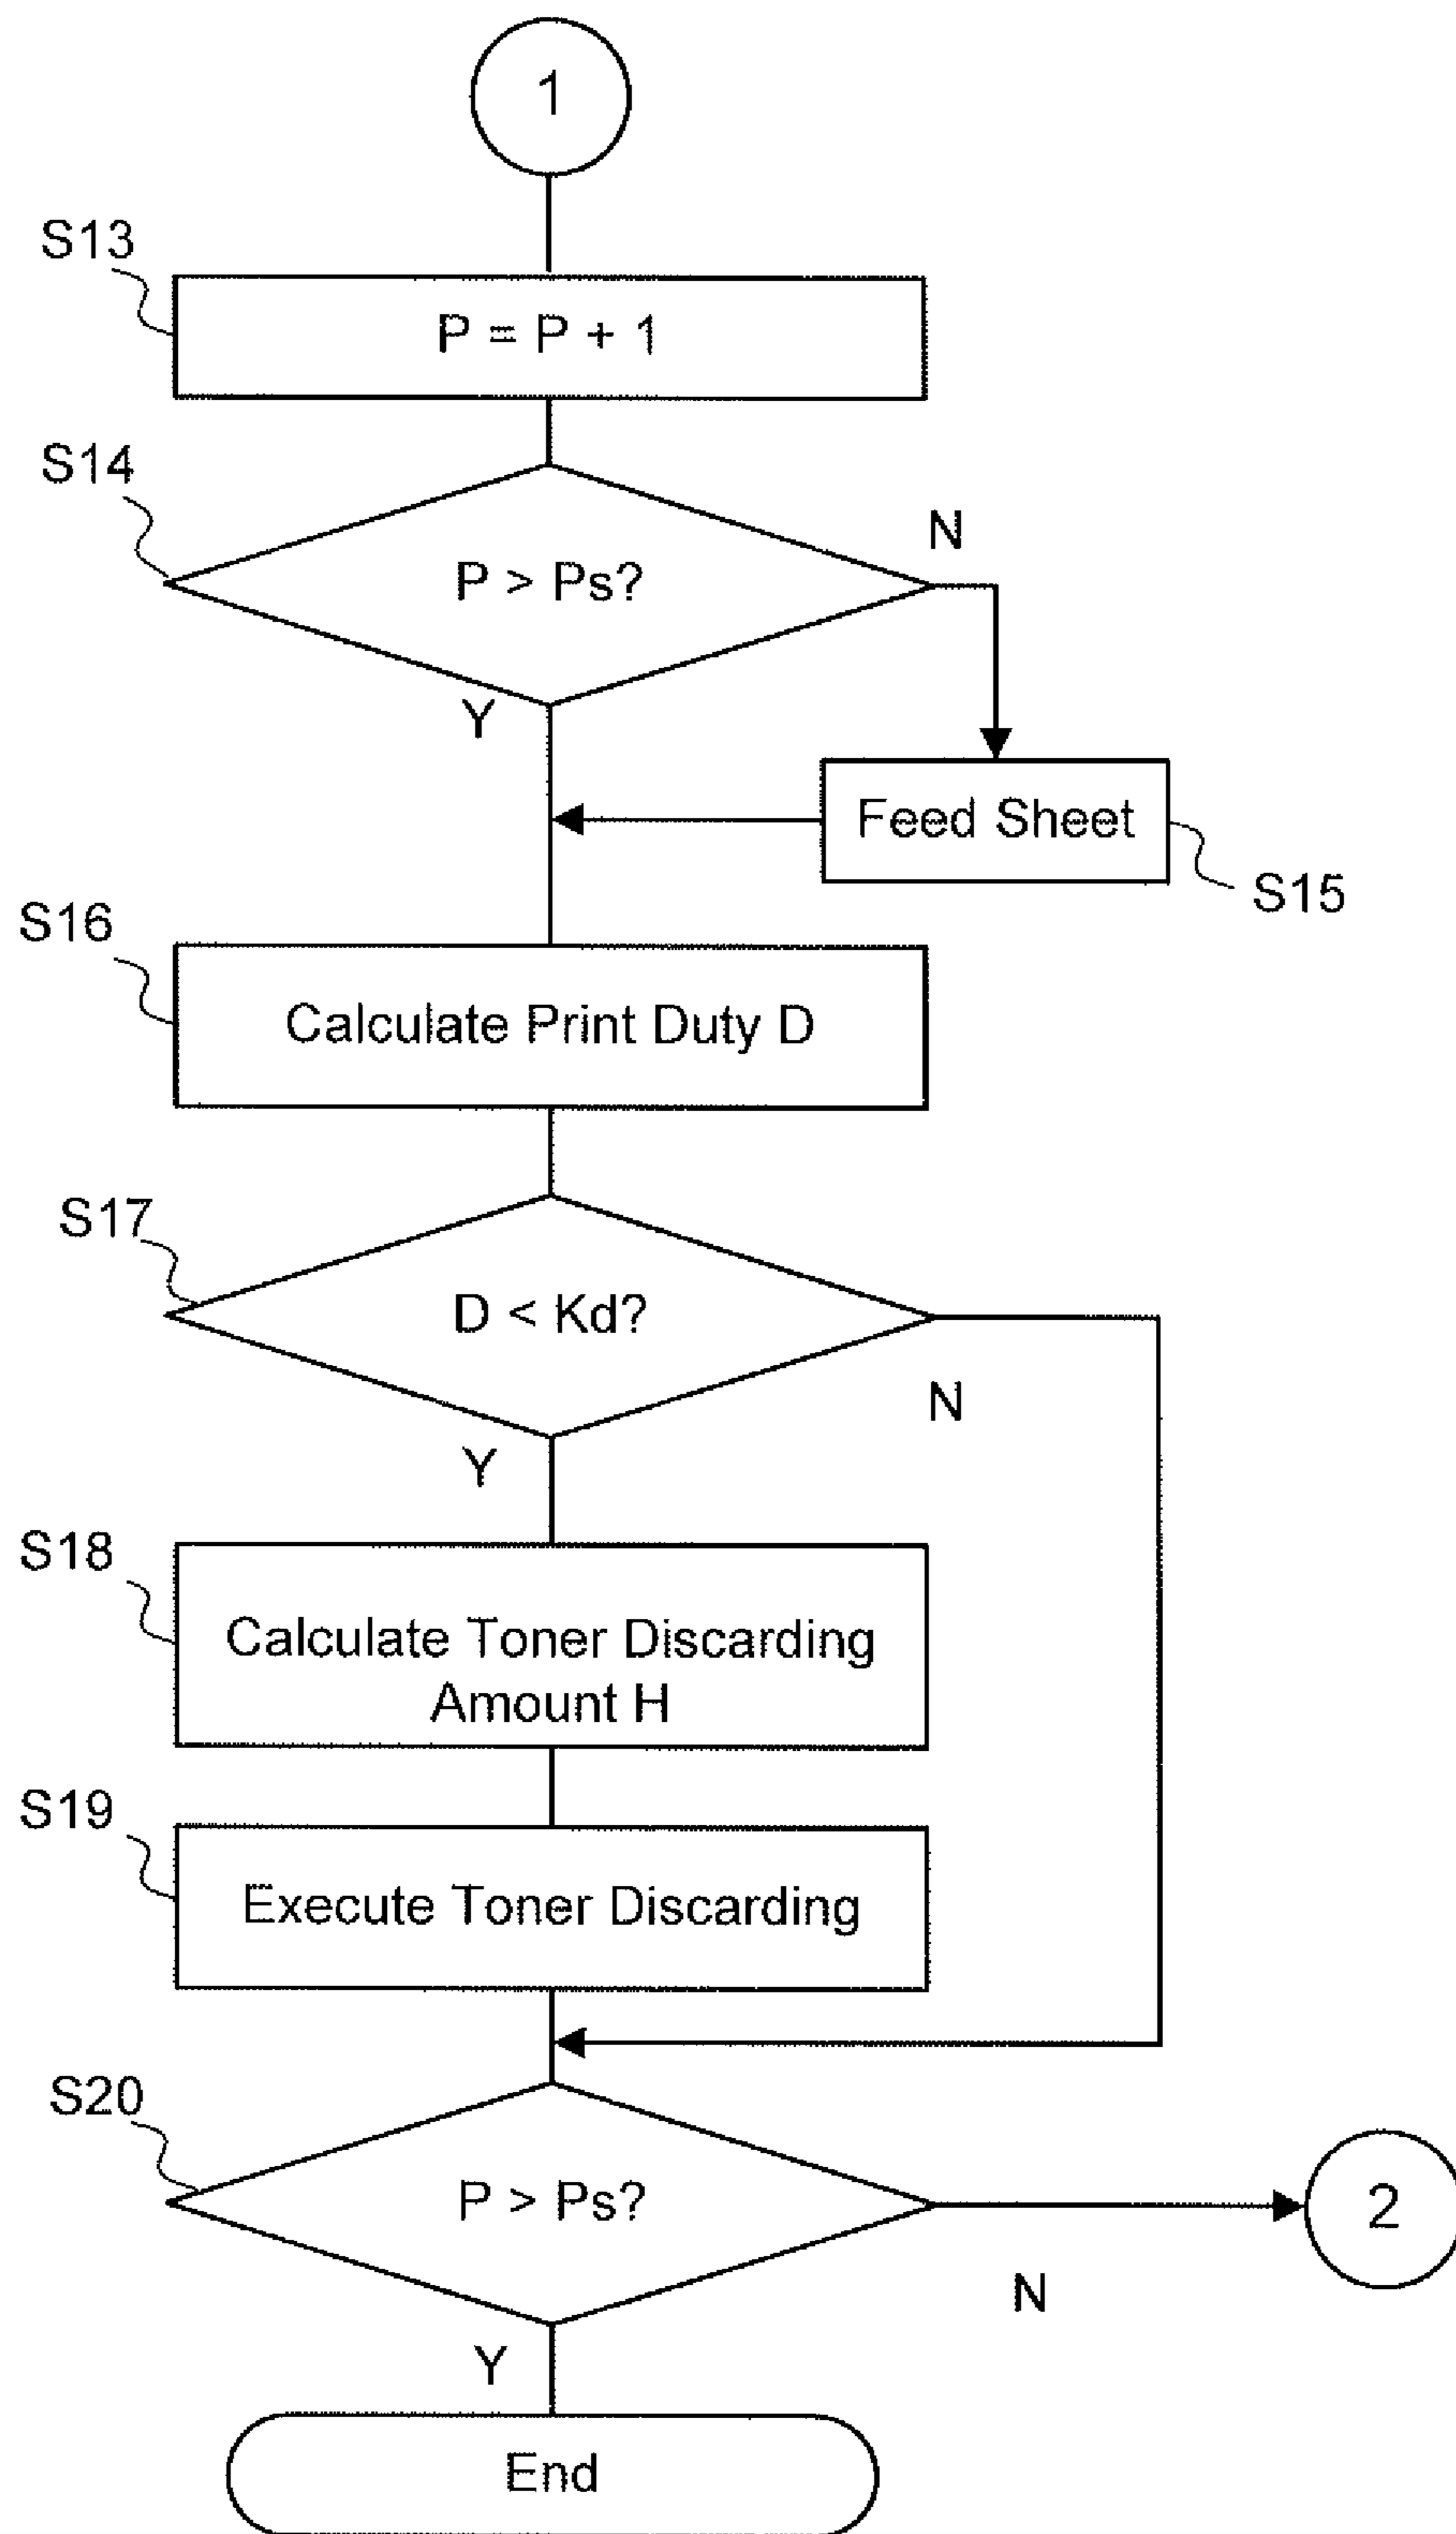 1
S13
P = P + 1
S14
P > Ps?
N
Y
Feed Sheet
S15
S16
Calculate Print Duty D
S17
D < Kd?
N
Y
S18
Calculate Toner Discarding
Amount H
S19
Execute Toner Discarding
S20
P > Ps?
2
N
Y
End